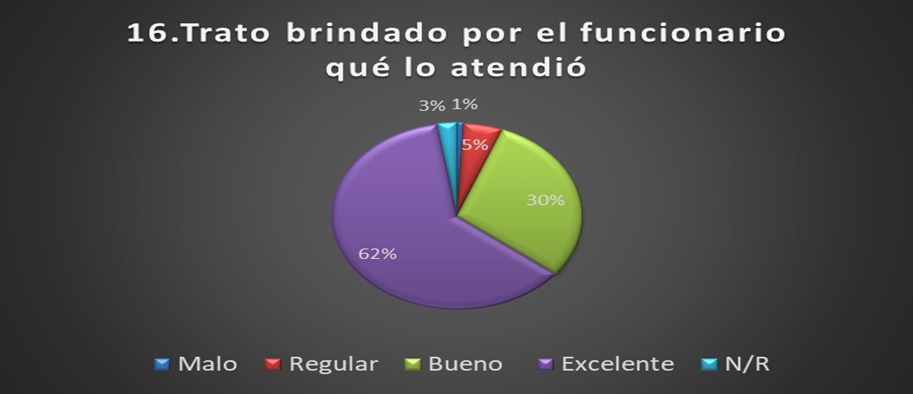 16.Trato brindado por el funcionario
qué lo atendió
3% 1%
5%
30%
62%
Malo Regular Bueno Excelente N/R